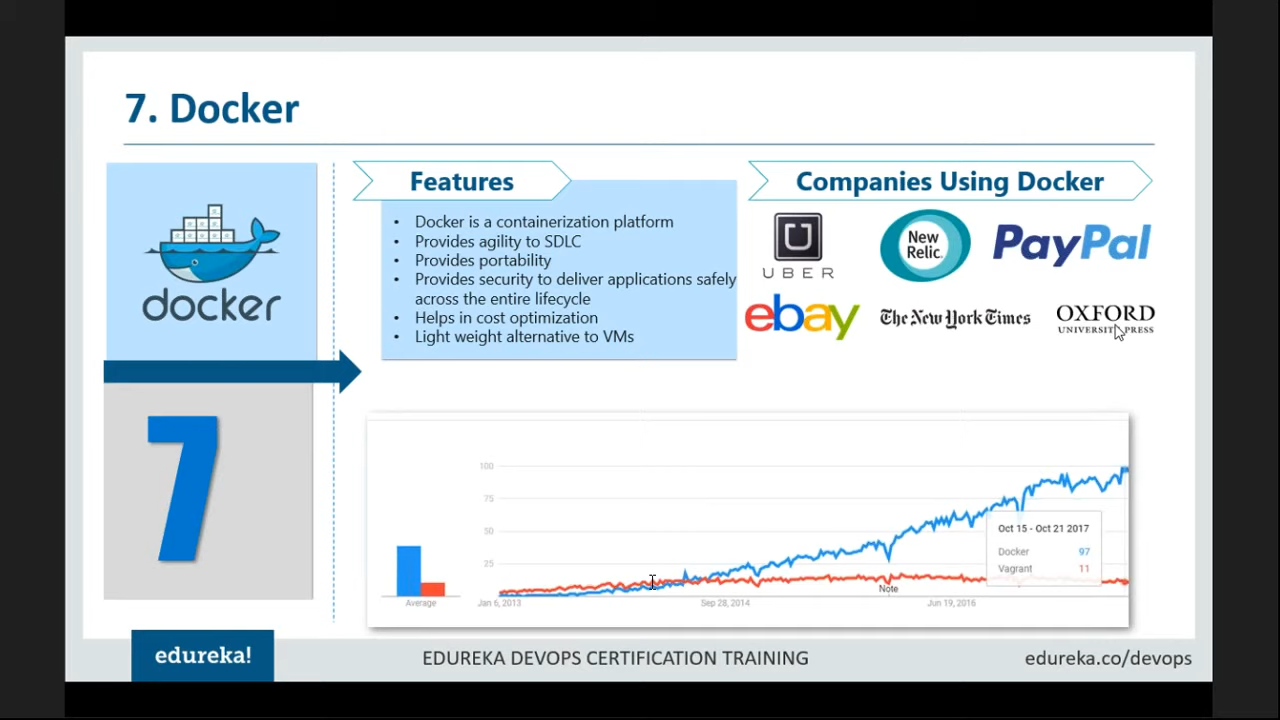 7. Docker
docker
7
Features
• Docker is a containerization platform
• Provides agility to SDLC
• Provides portability
• Provides security to deliver applications safely
across the entire lifecycle
• Helps in cost optimization
• Light weight alternative to VMs
Companies Using Docker
UBER
New
Relic.
PayPal
ebay
The New York Times
OXFORD
UNIVERSITY PRESS
100
75
50
25
Average
Jan 6, 2013
Sep 28, 2014
Jun 19, 2016
Note
Oct 15 - Oct 21 2017
Docker 97
Vagrant 11
edureka!
EDUREKA DEVOPS CERTIFICATION TRAINING
edureka.co/devops